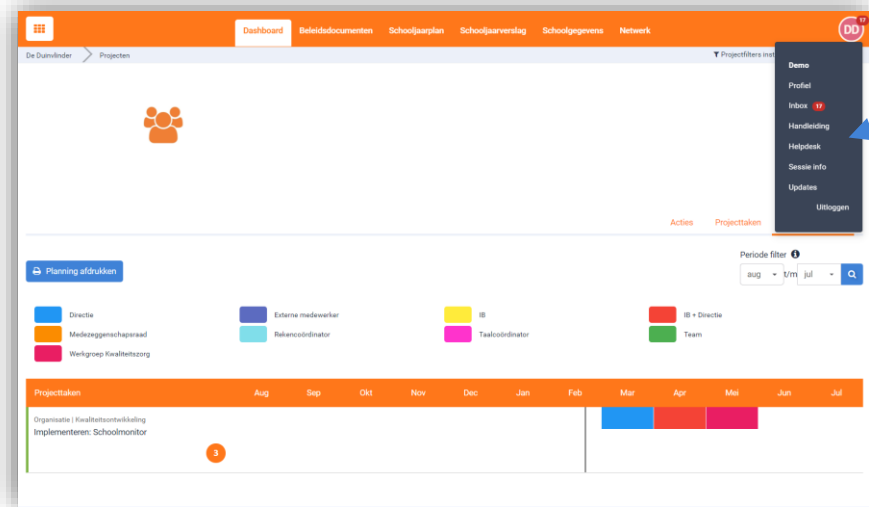 Dashboard Beleidsdocumenten Schooljaarplan Schooljaarverslag Schoolgegevens Netwerk
DD 17
De Duinvlinder Projecten
Projectfilters
Demo
Profiel
Inbox 17
Handleiding
Helpdesk
Sessie info
Updates
Uitloggen
Acties Projecttaken
Periode filter
Planning afdrukken
aug t/m jul
Directie Externe medewerker IB IB + Directie
Medezeggenschapsraad Rekencoördinator Taalcoördinator Team
Werkgroep Kwaliteitszorg
Projecttaken Aug Sep Okt Nov Dec Jan Feb Mar Apr Mei Jun Jul
Organisatie | Kwaliteitsontwikkeling
Implementeren: Schoolmonitor
3